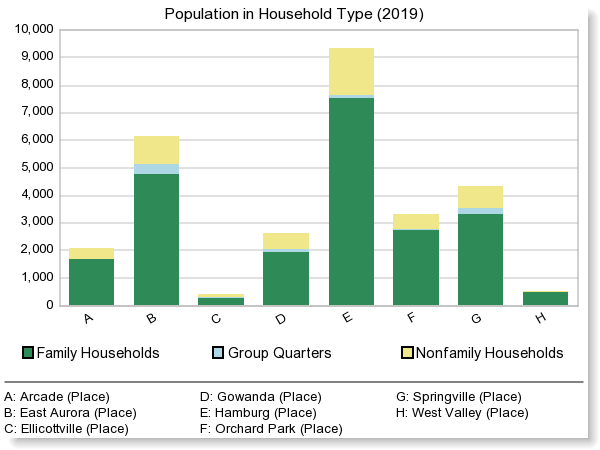 Population in Household Type (2019)
10,000
9,000
8,000
7,000
6,000
5,000
4,000
3,000
2,000
1,000
0
A B C D E F G H
Family Households Group Quarters Nonfamily Households
A: Arcade (Place) D: Gowanda (Place) G: Springville (Place)
B: East Aurora (Place) E: Hamburg (Place) H: West Valley (Place)
C: Ellicottville (Place) F: Orchard Park (Place)